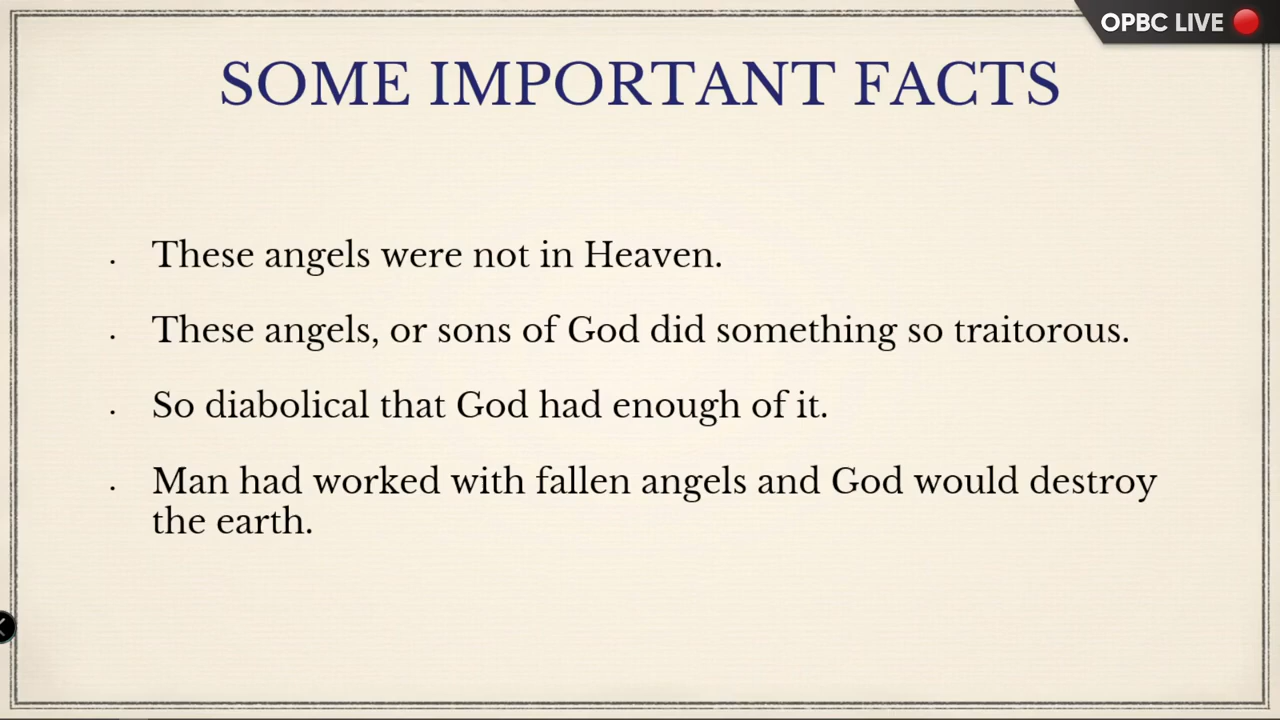 OPBC LIVE
SOME IMPORTANT FACTS
· These angels were not in Heaven.
· These angels, or sons of God did something so traitorous.
· So diabolical that God had enough of it.
· Man had worked with fallen angels and God would destroy
the earth.